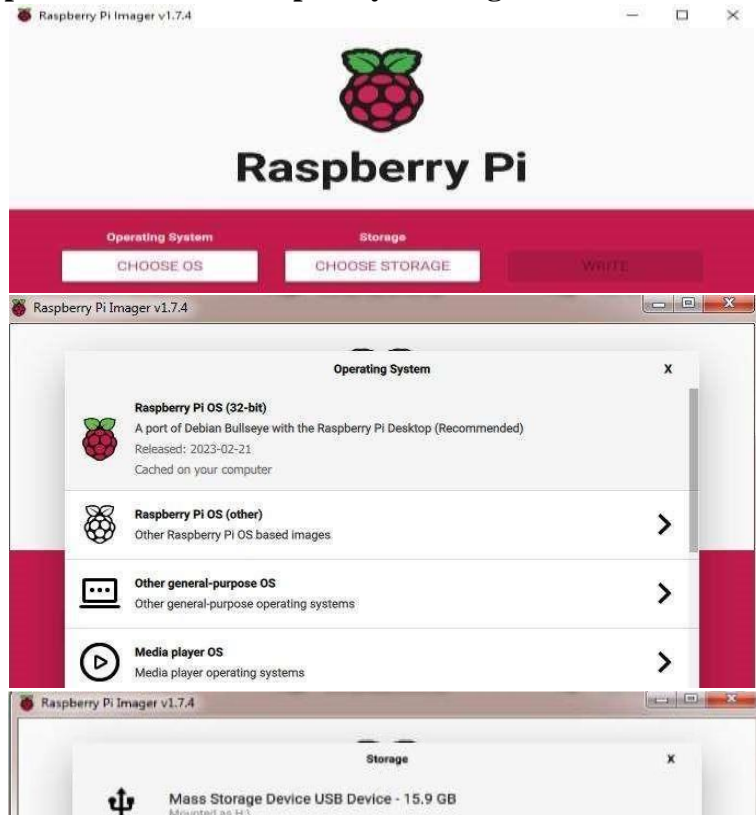 Raspberry Pi Imager v1.7.4
Raspberry Pi
Operating System Storage
CHOOSE OS CHOOSE STORAGE WRITE
Raspberry Pi Imager v1.7.4
Operating System X
Raspberry Pi OS (32-bit)
A port of Debian Bullseye with the Raspberry Pi Desktop (Recommended)
Released: 2023-02-21
Cached on your computer
Raspberry Pi OS (other)
Other Raspberry Pi OS based images
Other general-purpose OS
Other general-purpose operating systems
Media player OS
Media player operating systems
Raspberry Pi Imager v1.7.4
Storage X
Mass Storage Device USB Device - 15.9 GB
Mounted as H:\